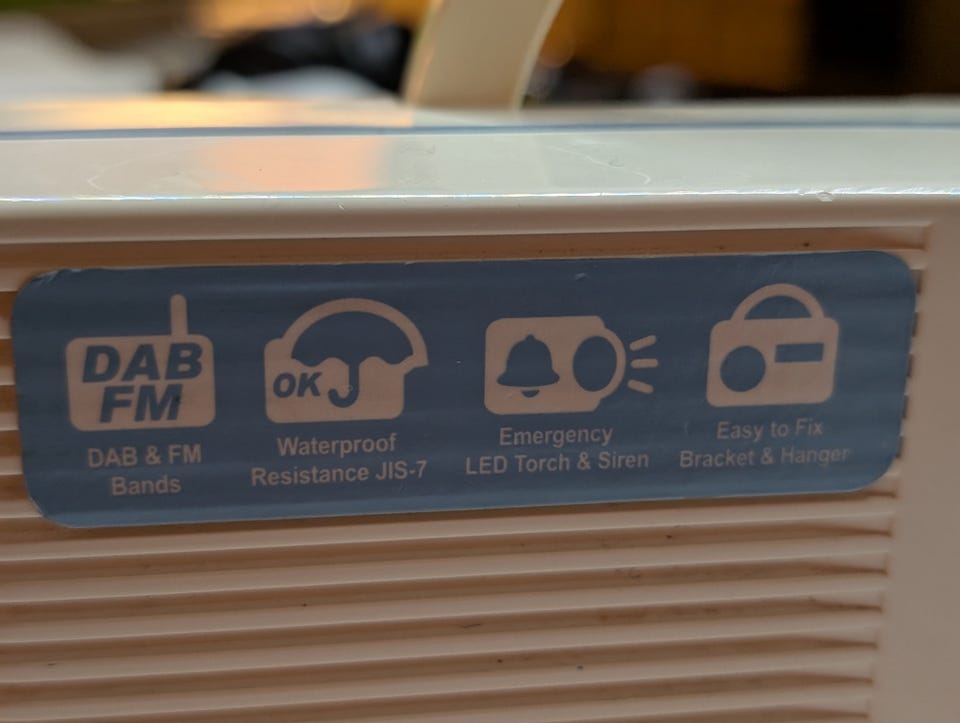 DAB
FM
DAB & FM
Bands
OK
Waterproof
Resistance JIS-7
Emergency
LED Torch & Siren
Easy to Fix
Bracket & Hanger